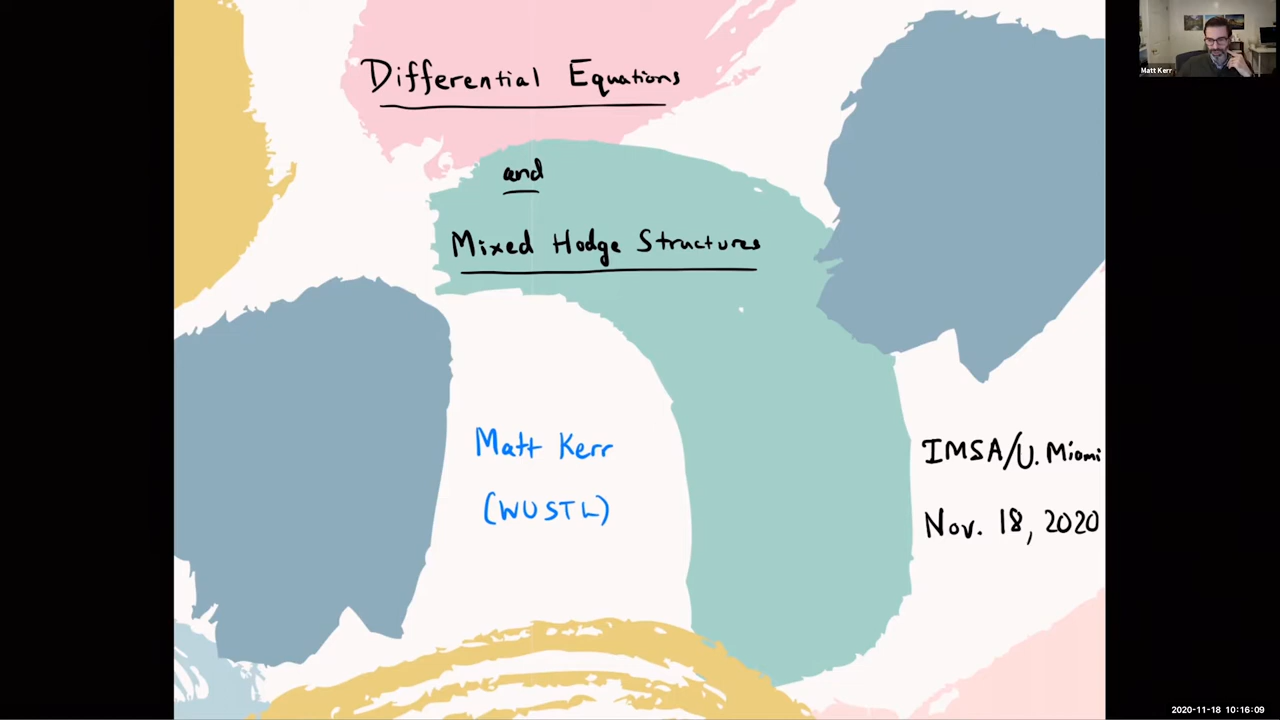 Differential Equations
and
Mixed Hodge Structures
Matt Kerr
(WUSTL)
IMSA/U. Miami
Nov. 18, 2020
Matt Kerr
2020-11-18 10:16:09